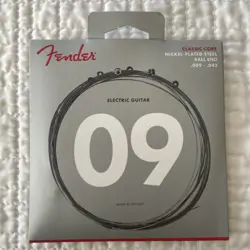 Fender
CLASSIC CORE
NICKEL-PLATED STEEL
BALL END
.009 - .042
ELECTRIC GUITAR
09